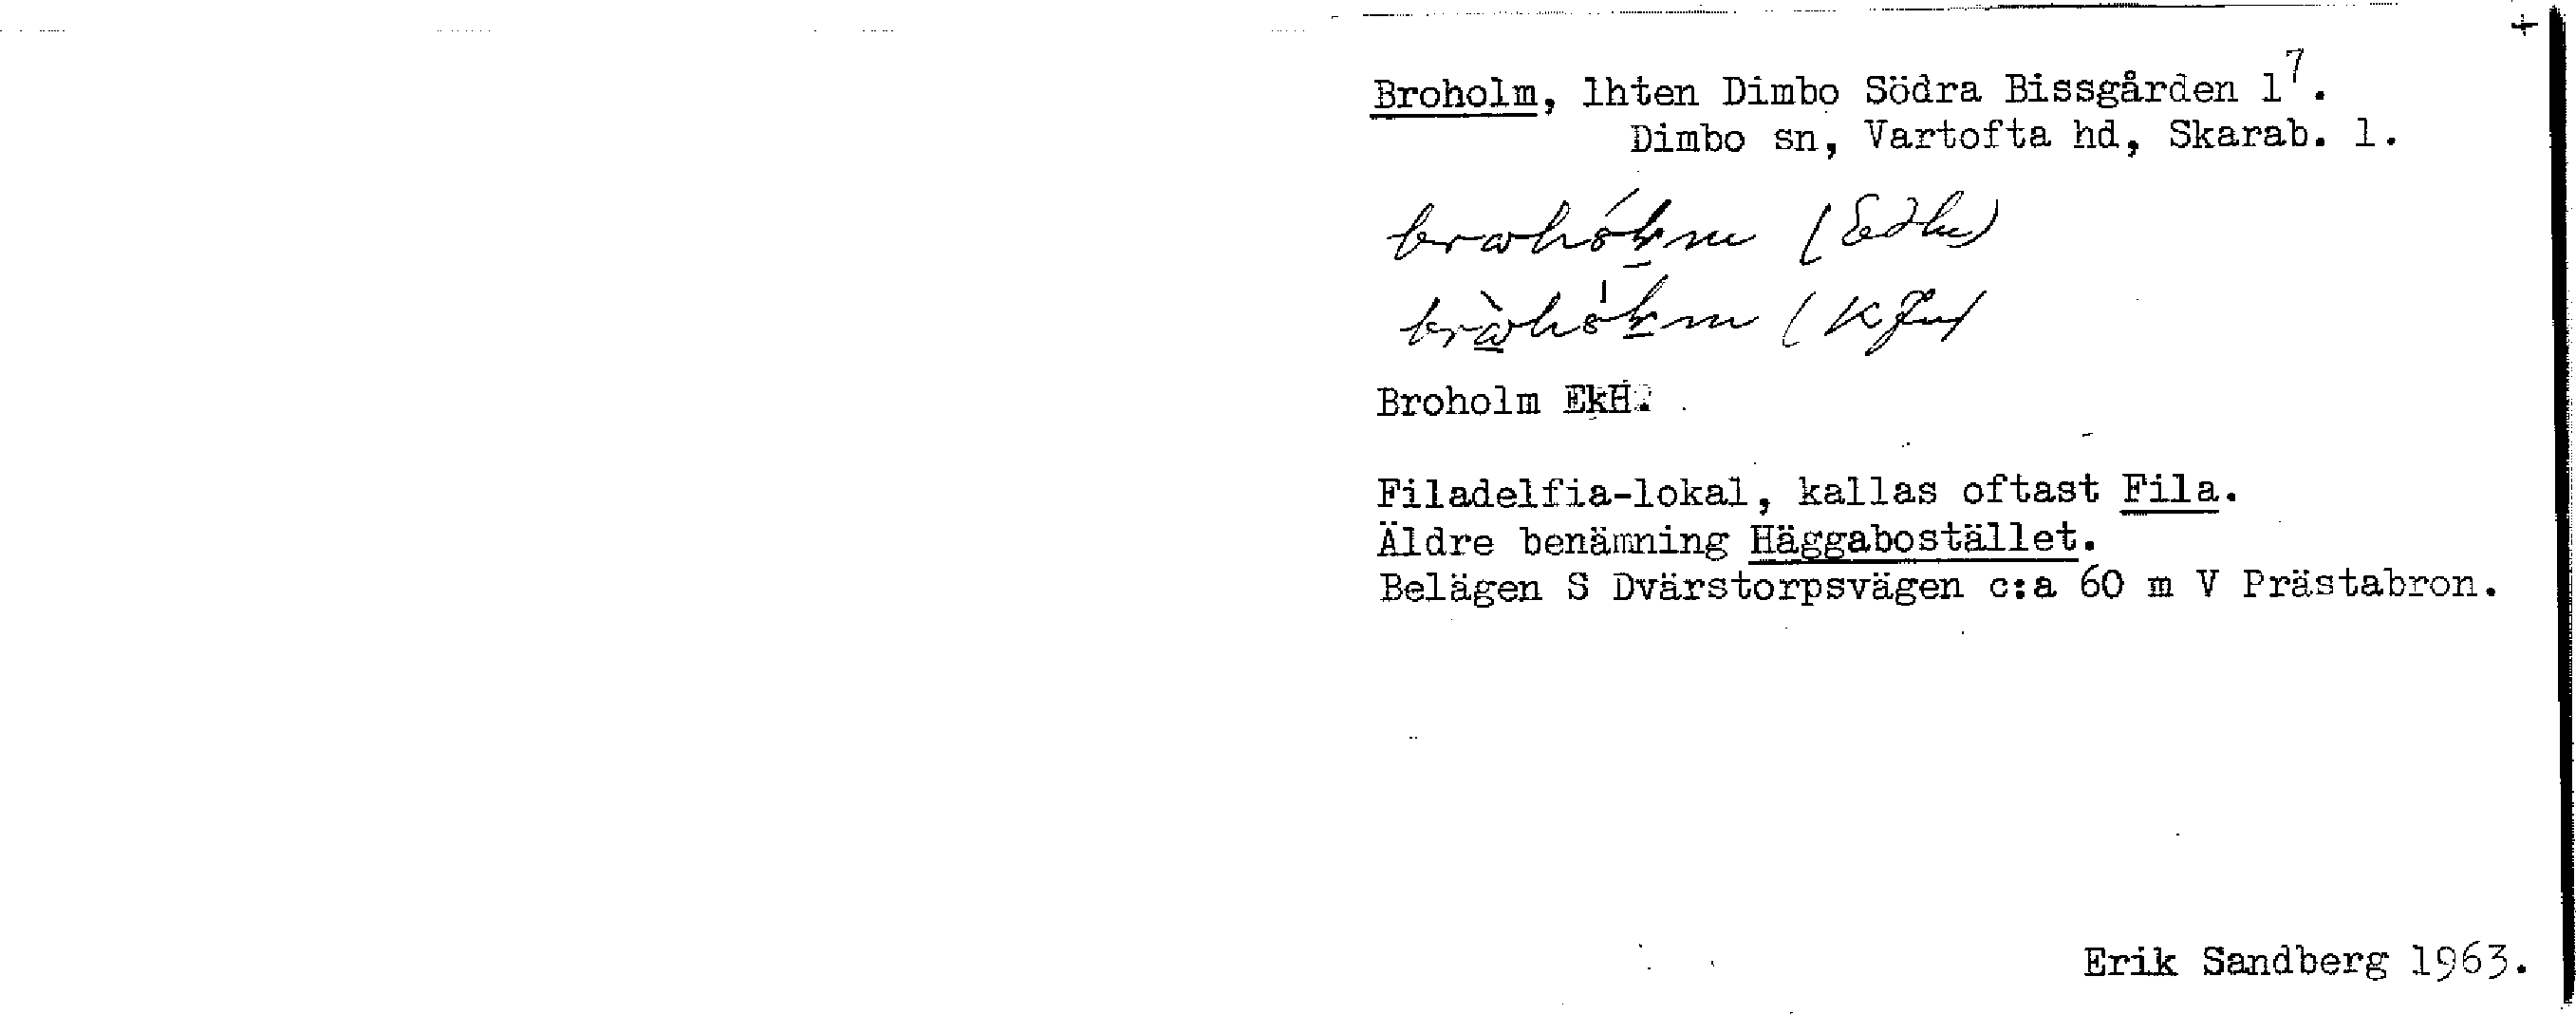 +
Broholm, lhten Dimbo Södra Bissgården 1⁷.
Dimbo sn, Vartofta hd, Skarab. l.
Broholm EkH.
Filadelfia-lokal, kallas oftast Fila.
Äldre benämning Häggabostället.
Belägen S Dvärstorpsvägen c:a 60 m V Prästabron.
Erik Sandberg 1963.